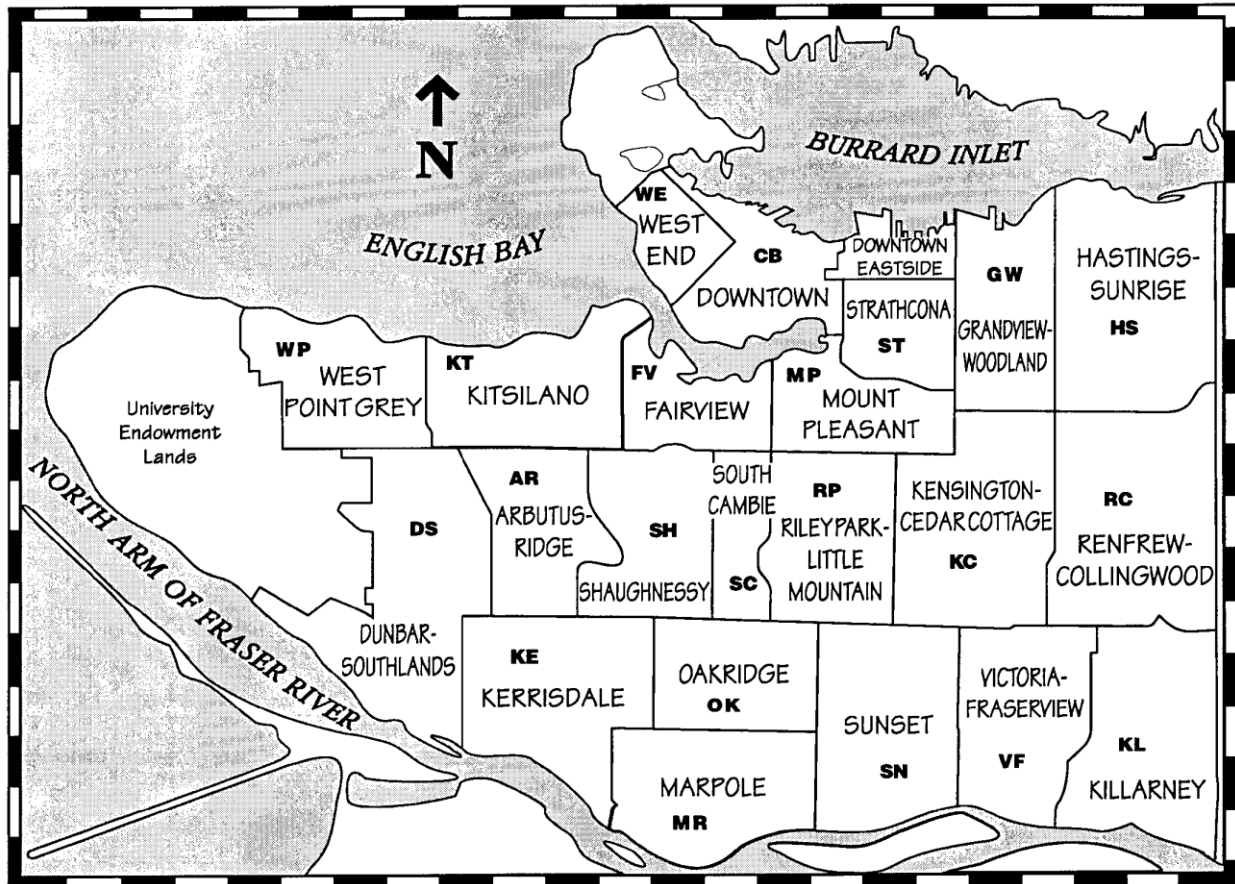 N
BURRARD INLET
ENGLISH BAY
WE
WEST
END
CB
DOWNTOWN
DOWNTOWN
EASTSIDE
STRATHCONA
ST
GW
GRANDVIEW-
WOODLAND
HASTINGS-
SUNRISE
HS
WP
WEST
POINT GREY
KT
KITSILANO
FV
FAIRVIEW
MP
MOUNT
PLEASANT
University
Endowment
Lands
NORTH ARM OF FRASER RIVER
DS
DUNBAR-
SOUTHLANDS
AR
ARBUTUS-
RIDGE
SH
SHAUGHNESSY
SOUTH
CAMBIE
SC
RP
RILEY PARK-
LITTLE
MOUNTAIN
KENSINGTON-
CEDAR COTTAGE
KC
RC
RENFREW-
COLLINGWOOD
KE
KERRISDALE
OAKRIDGE
OK
SUNSET
SN
VICTORIA-
FRASERVIEW
VF
KL
KILLARNEY
MARPOLE
MR